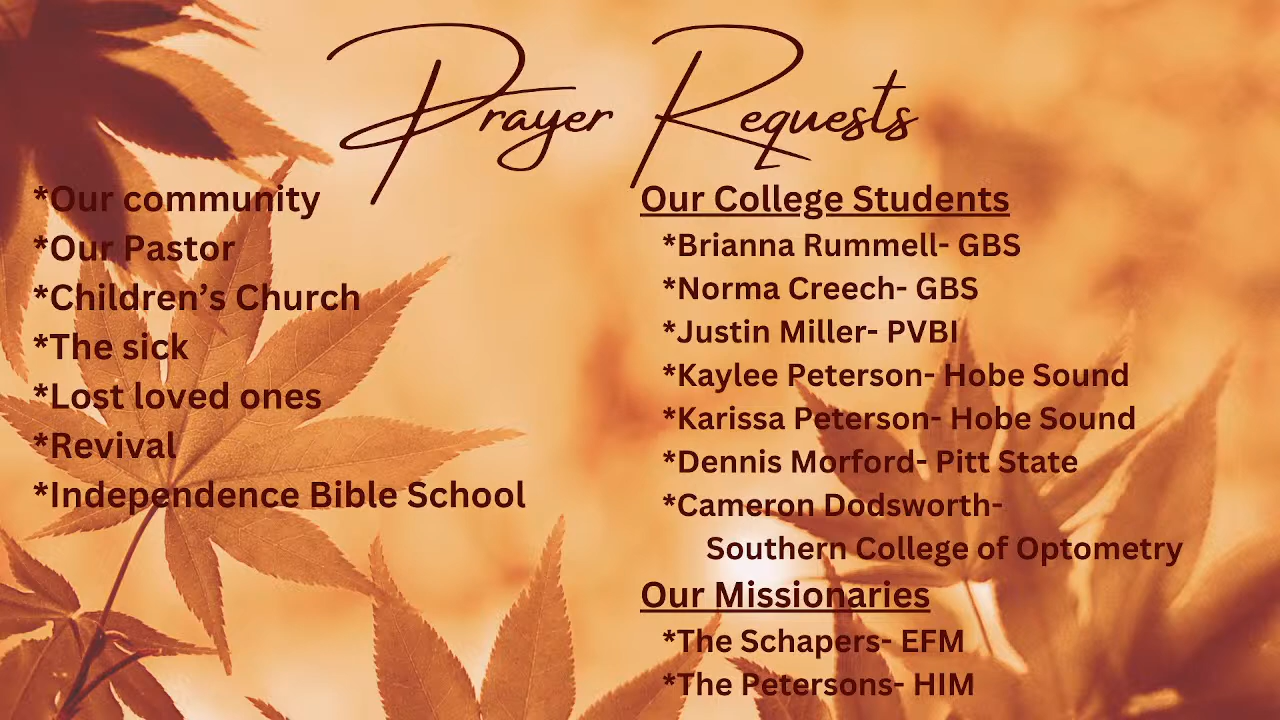 Prayer Requests
*Our community
*Our Pastor
*Children’s Church
*The sick
*Lost loved ones
*Revival
*Independence Bible School
Our College Students
*Brianna Rummell- GBS
*Norma Creech- GBS
*Justin Miller- PVBI
*Kaylee Peterson- Hobe Sound
*Karissa Peterson- Hobe Sound
*Dennis Morford- Pitt State
*Cameron Dodsworth-
Southern College of Optometry
Our Missionaries
*The Schapers- EFM
*The Petersons- HIM